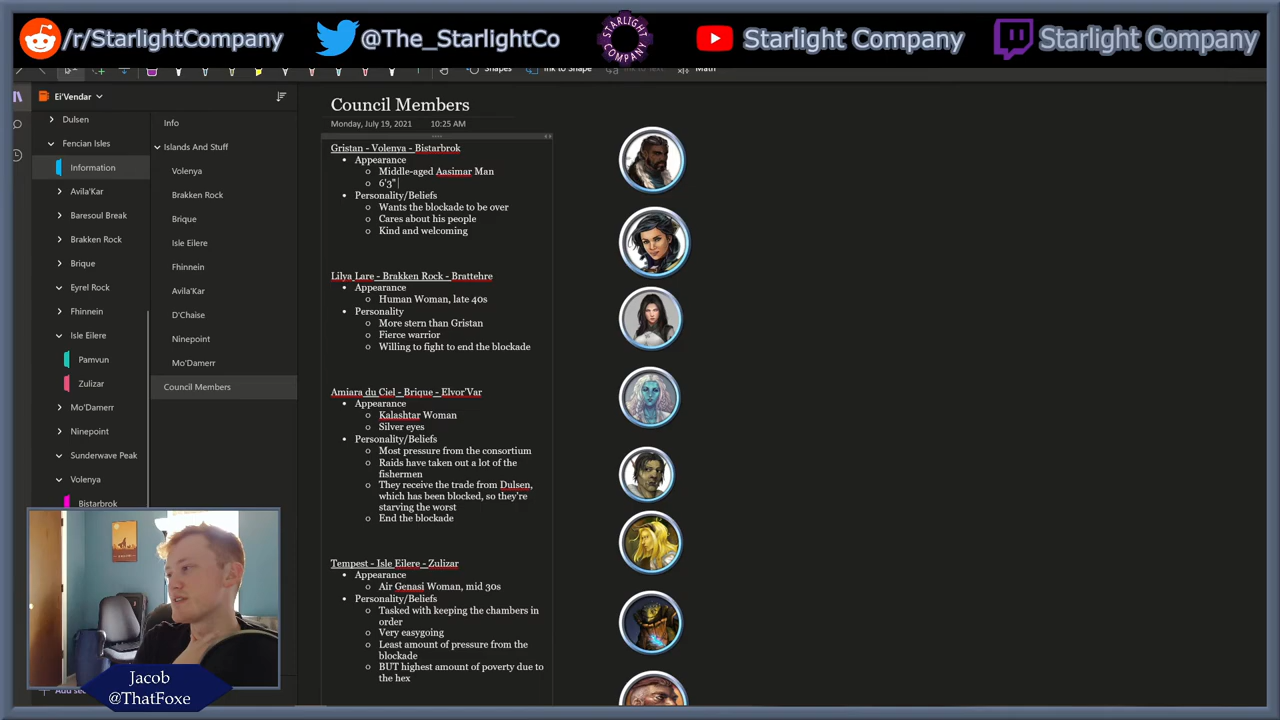 /r/StarlightCompany
@The_StarlightCo
STARLIGHT COMPANY
Starlight Company
Starlight Company
Shapes
Ink to Shape
Ink to Text
Math
Ei'Vendar
Dulsen
Fencian Isles
Information
Avila'Kar
Baresoul Break
Brakken Rock
Brique
Eyrel Rock
Fhinnein
Isle Eilere
Pamvun
Zulizar
Mo'Damerr
Ninepoint
Sunderwave Peak
Volenya
Bistarbrok
Info
Islands And Stuff
Volenya
Brakken Rock
Brique
Isle Eilere
Fhinnein
Avila'Kar
D'Chaise
Ninepoint
Mo'Damerr
Council Members
Council Members
Monday, July 19, 2021 10:25 AM
Gristan - Volenva - Bistarbrok
Appearance
Middle-aged Aasimar Man
6'3"
Personality/Beliefs
Wants the blockade to be over
Cares about his people
Kind and welcoming
Lilya Lare - Brakken Rock - Brattehre
Appearance
Human Woman, late 40s
Personality
More stern than Gristan
Fierce warrior
Willing to fight to end the blockade
Amiara du Ciel - Brique - Elvor'Var
Appearance
Kalashtar Woman
Silver eyes
Personality/Beliefs
Most pressure from the consortium
Raids have taken out a lot of the
fishermen
They receive the trade from Dulsen,
which has been blocked, so they're
starving the worst
End the blockade
Tempest - Isle Eilere - Zulizar
Appearance
Air Genasi Woman, mid 30s
Personality/Beliefs
Tasked with keeping the chambers in
order
Very easygoing
Least amount of pressure from the
blockade
BUT highest amount of poverty due to
the hex
Jacob
@ThatFoxe